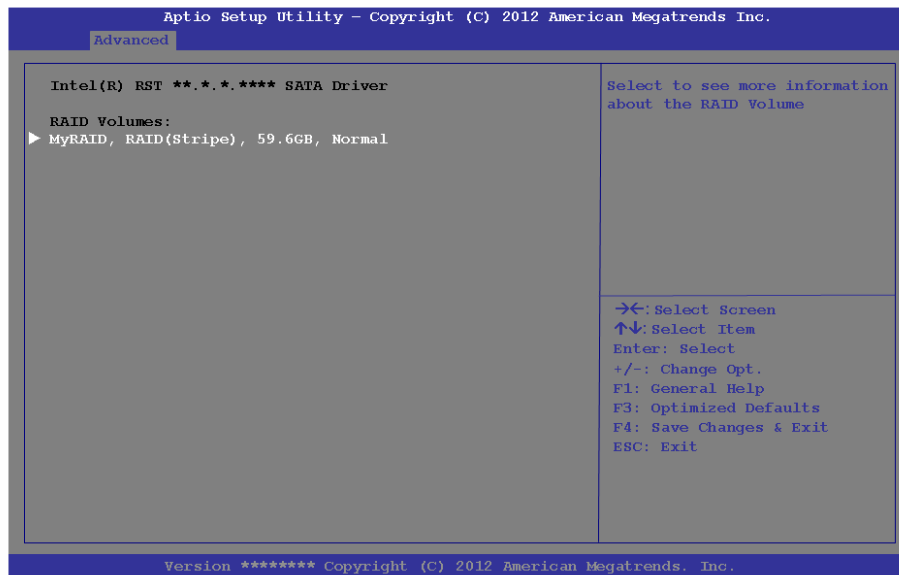 Aptio Setup Utility – Copyright (C) 2012 American Megatrends Inc.
Advanced
Intel(R) RST **.*.*.**** SATA Driver
RAID Volumes:
▶ MyRAID, RAID(Stripe), 59.6GB, Normal
Select to see more information
about the RAID Volume
→←: Select Screen
↑↓: Select Item
Enter: Select
+/-: Change Opt.
F1: General Help
F3: Optimized Defaults
F4: Save Changes & Exit
ESC: Exit
Version ******** Copyright (C) 2012 American Megatrends. Inc.